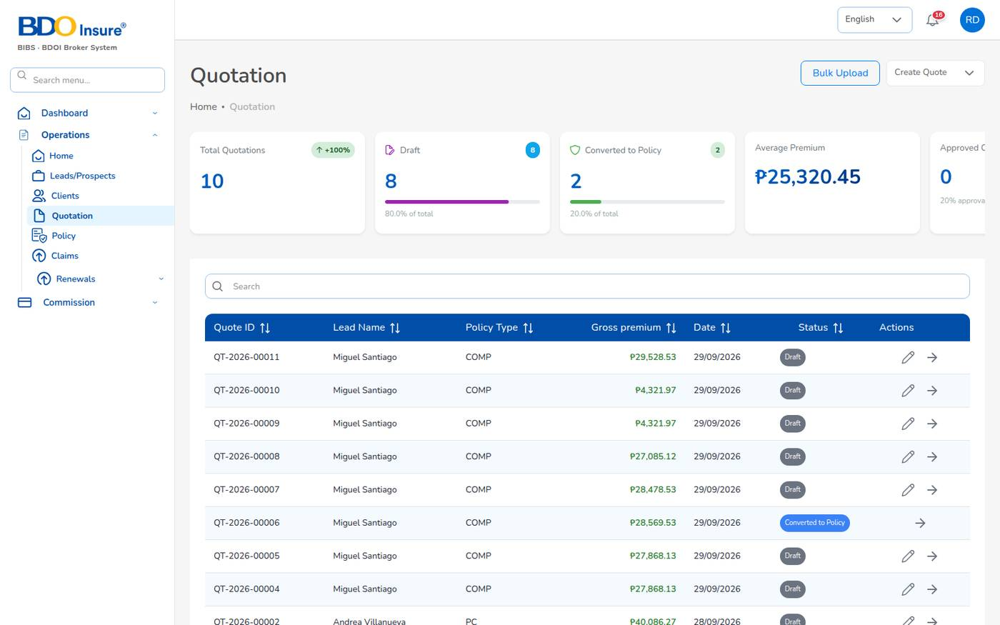 BDO Insure®
BIBS · BDOI Broker System
Search menu...
Dashboard
Operations
Home
Leads/Prospects
Clients
Quotation
Policy
Claims
Renewals
Commission
English
16
RD
Quotation
Bulk Upload
Create Quote
Home • Quotation
Total Quotations
↑ +100%
10
Draft
8
8
80.0% of total
Converted to Policy
2
2
20.0% of total
Average Premium
₱25,320.45
Approved
0
20% approva
Search
Quote ID Lead Name Policy Type Gross premium Date Status Actions
QT-2026-00011 Miguel Santiago COMP ₱29,528.53 29/09/2026 Draft
QT-2026-00010 Miguel Santiago COMP ₱4,321.97 29/09/2026 Draft
QT-2026-00009 Miguel Santiago COMP ₱4,321.97 29/09/2026 Draft
QT-2026-00008 Miguel Santiago COMP ₱27,085.12 29/09/2026 Draft
QT-2026-00007 Miguel Santiago COMP ₱28,478.53 29/09/2026 Draft
QT-2026-00006 Miguel Santiago COMP ₱28,569.53 29/09/2026 Converted to Policy
QT-2026-00005 Miguel Santiago COMP ₱27,868.13 29/09/2026 Draft
QT-2026-00004 Miguel Santiago COMP ₱27,868.13 29/09/2026 Draft
QT-2026-00002 Andrea Villanueva PC ₱40,086.27 28/09/2026 Draft